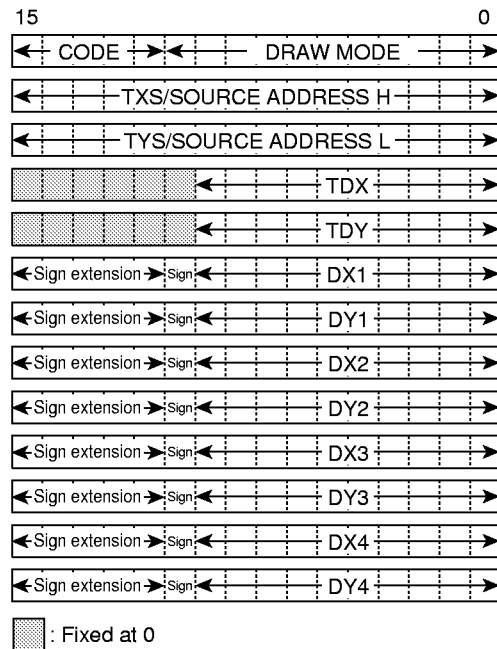 15 0
CODE DRAW MODE
TXS/SOURCE ADDRESS H
TYS/SOURCE ADDRESS L
TDX
TDY
Sign extension Sign DX1
Sign extension Sign DY1
Sign extension Sign DX2
Sign extension Sign DY2
Sign extension Sign DX3
Sign extension Sign DY3
Sign extension Sign DX4
Sign extension Sign DY4
: Fixed at 0